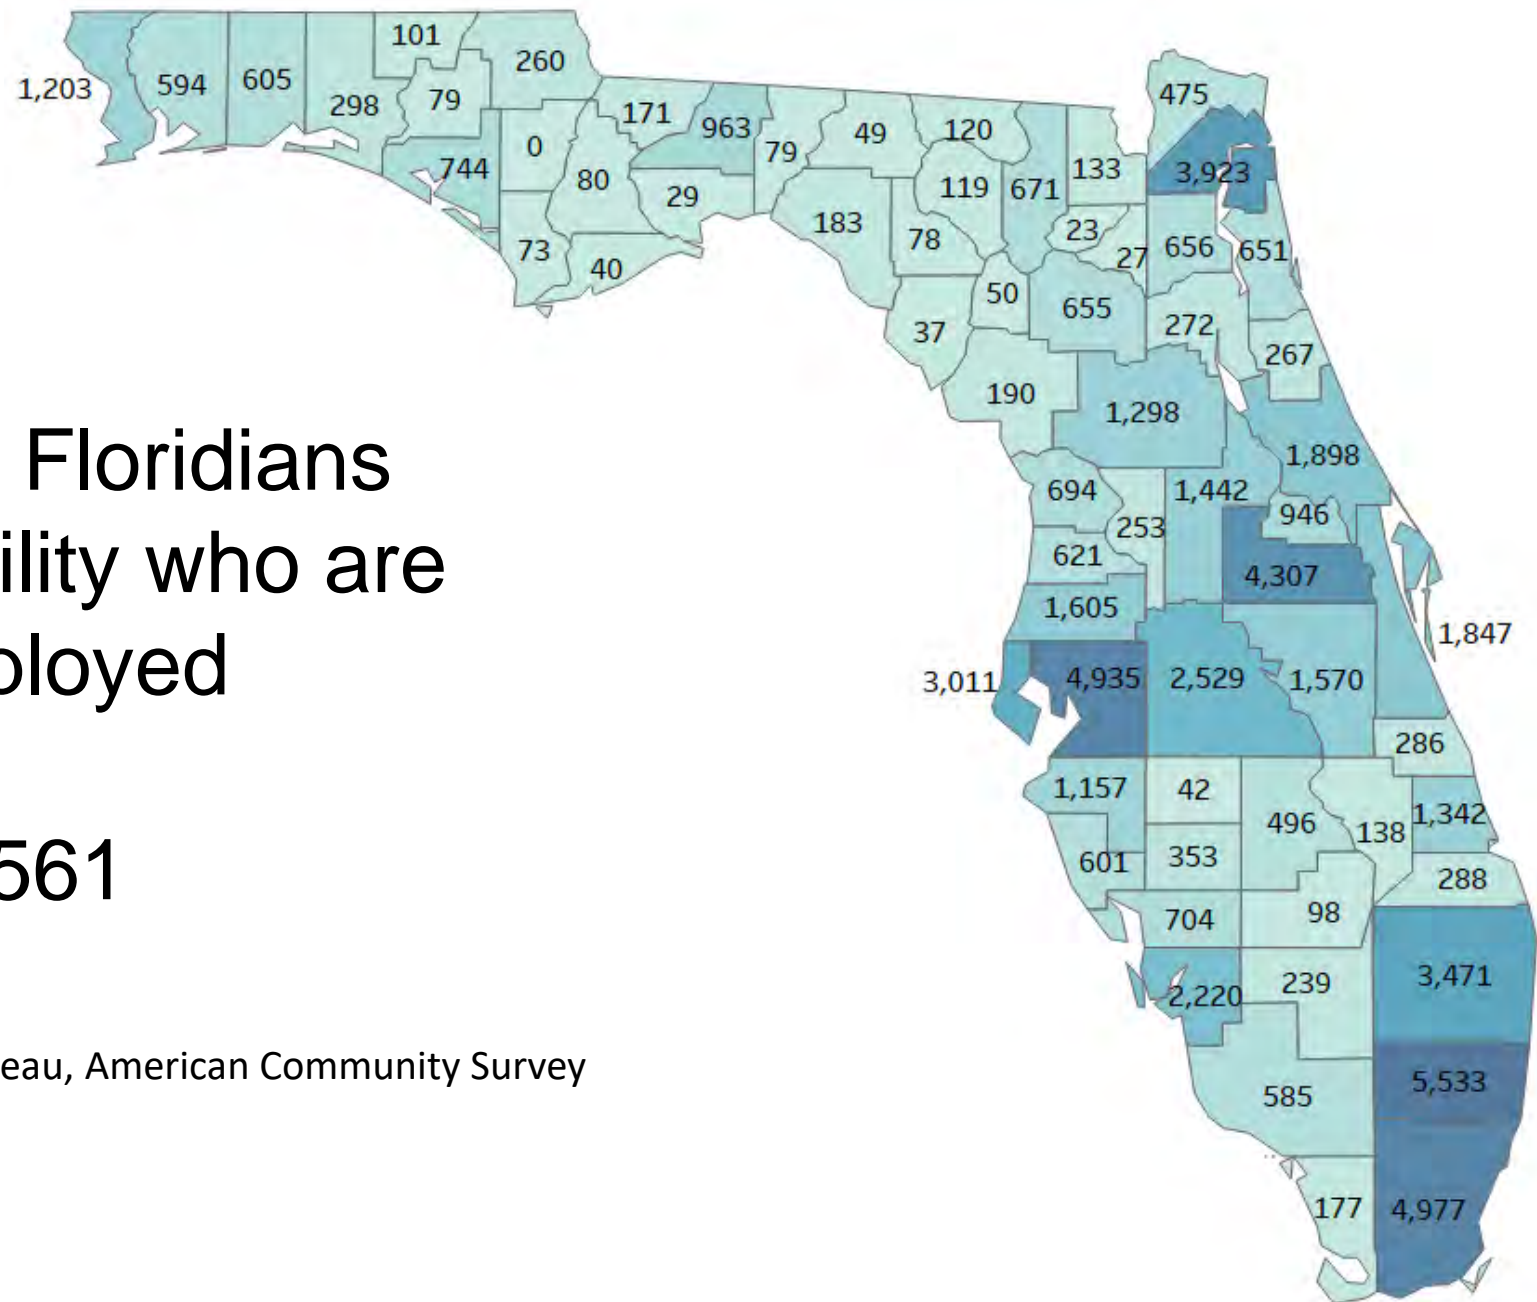 101
260
1,203 594 605
298 79
171 963 79 49 120
475
0 744 80 29
183 119 78 671 133
3,923
23 27 656 651
73 40
50 655 272 267
37 190
1,298
Floridians
1,898
694 253 1,442 946
ility who are
621 4,307
1,605
1,847
ployed
3,011 4,935 2,529 1,570
286
1,157 42 496 138 1,342
601 353 288
561
704 98
2,220 239 3,471
eau, American Community Survey
585 5,533
177 4,977